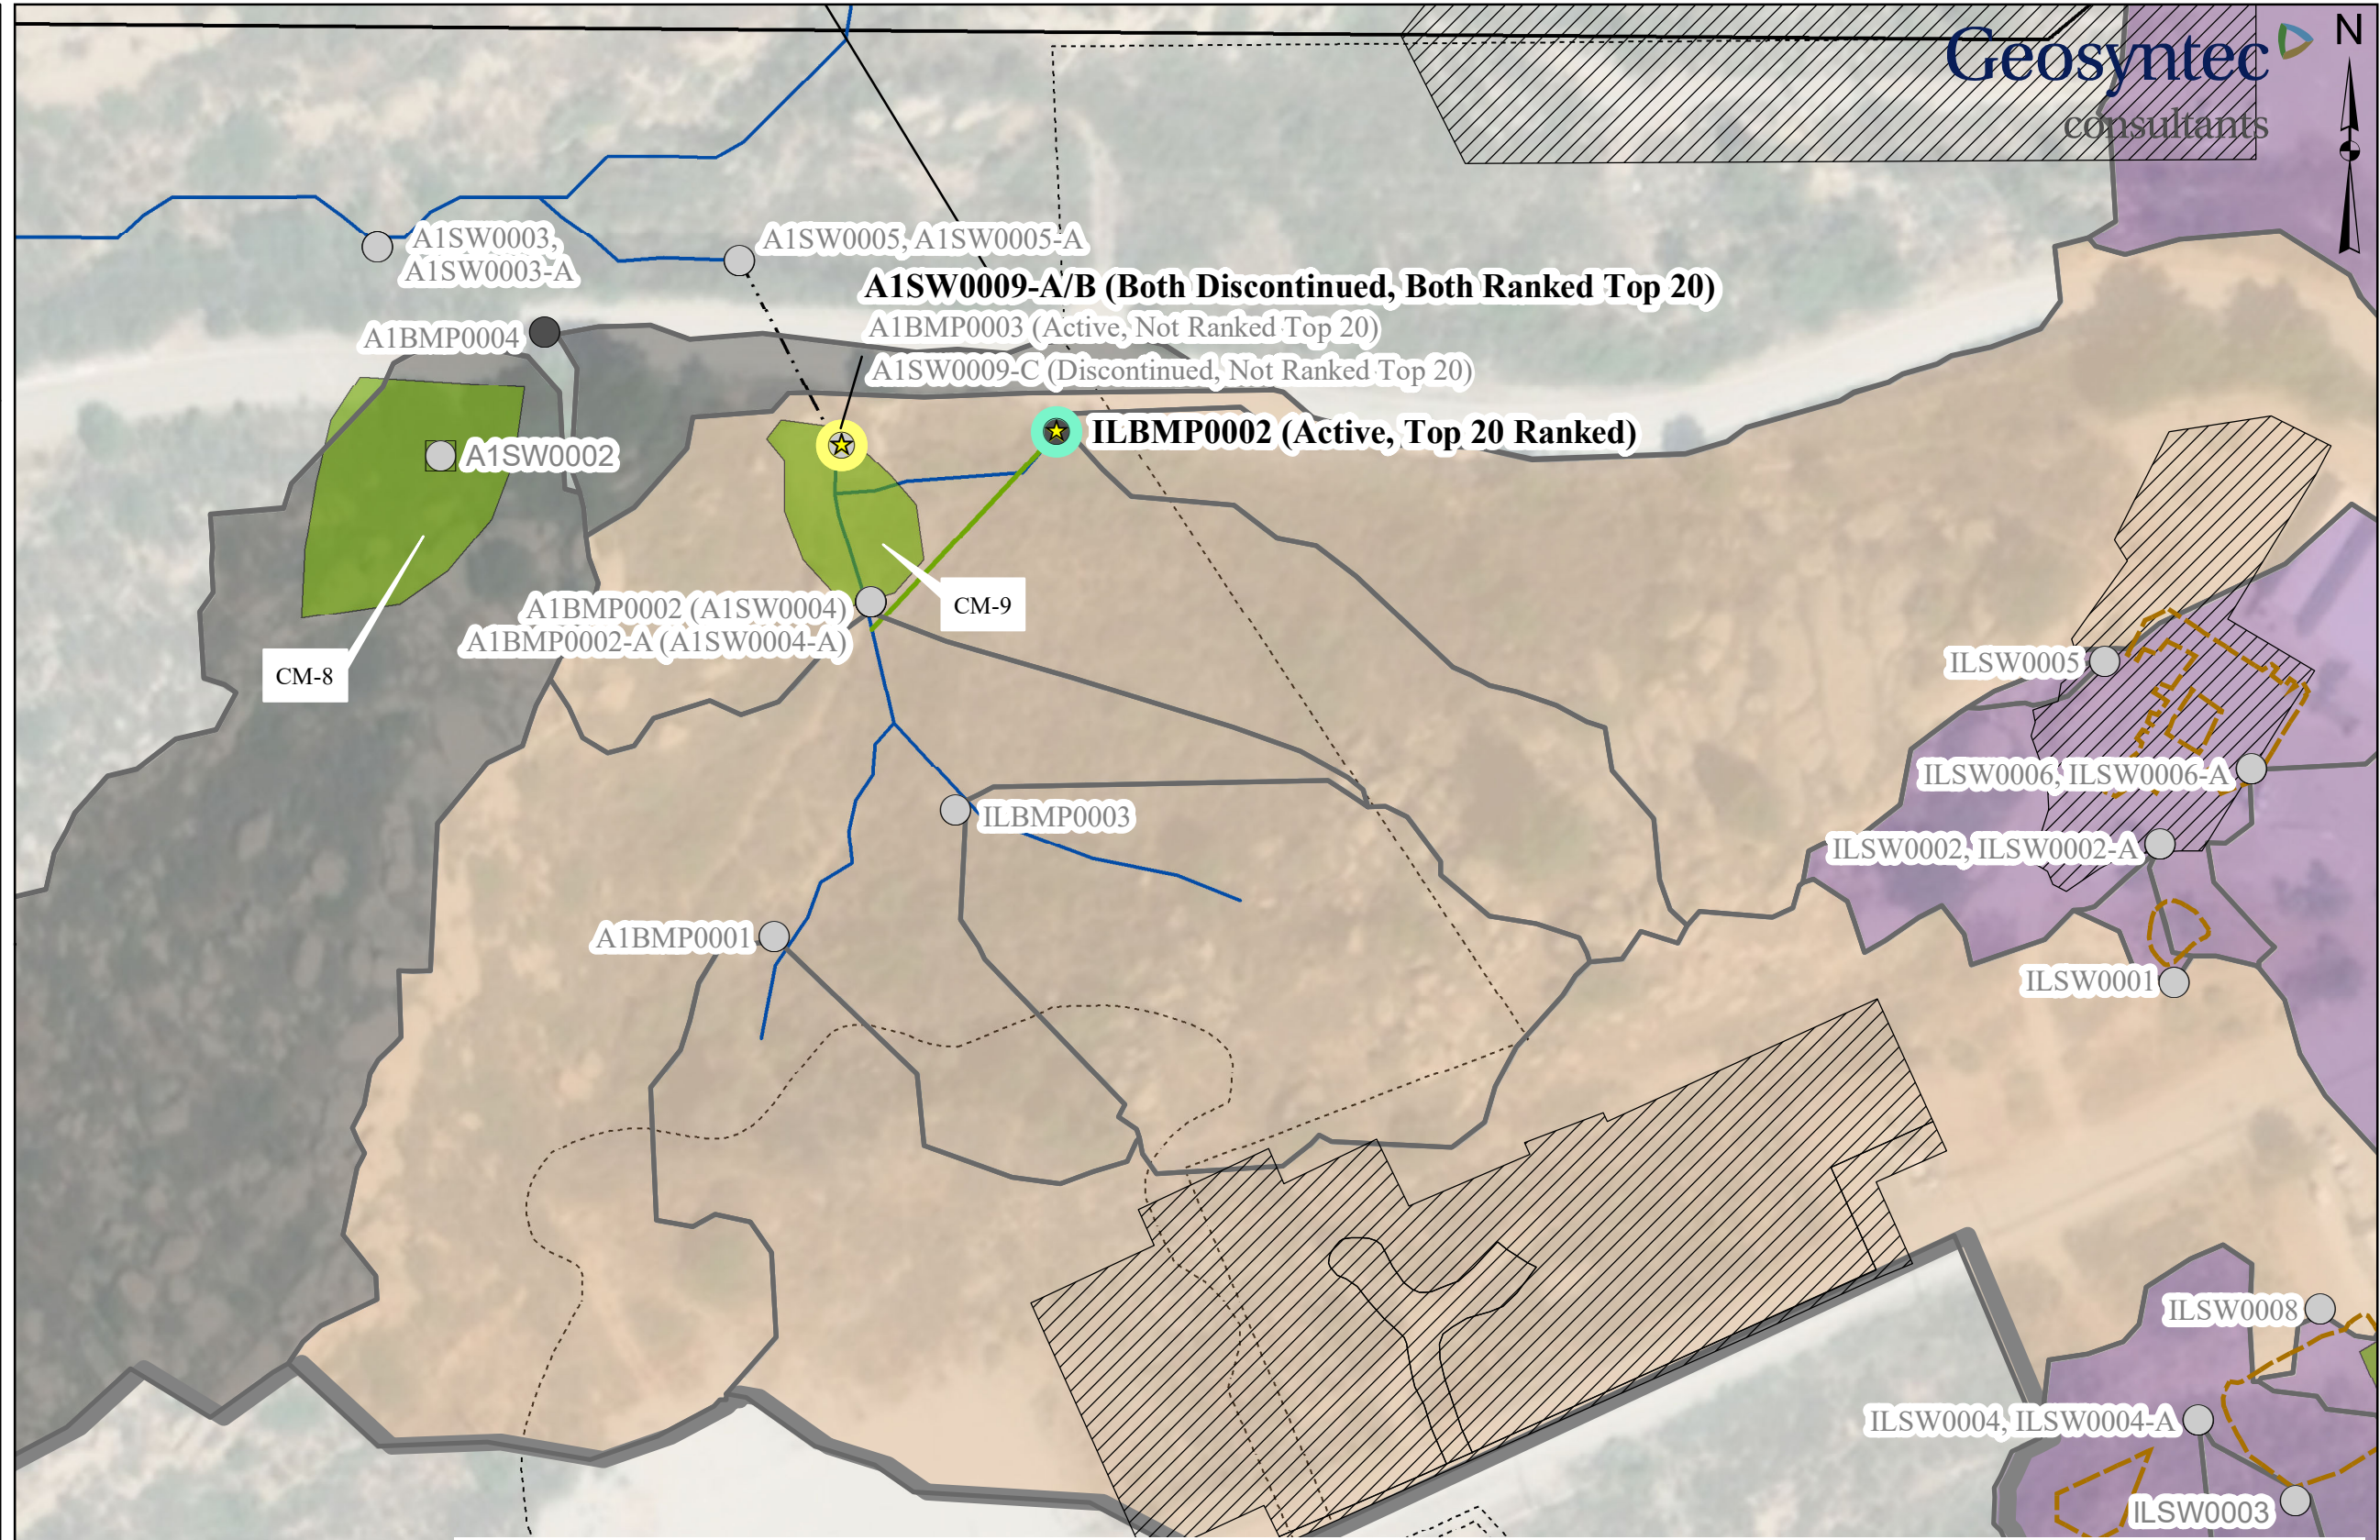 Geosyntec
consultants
N
A1SW0003,
A1SW0003-A
A1SW0005, A1SW0005-A
A1SW0009-A/B (Both Discontinued, Both Ranked Top 20)
A1BMP0003 (Active, Not Ranked Top 20)
A1SW0009-C (Discontinued, Not Ranked Top 20)
A1BMP0004
ILBMP0002 (Active, Top 20 Ranked)
A1SW0002
A1BMP0002 (A1SW0004)
A1BMP0002-A (A1SW0004-A)
CM-9
CM-8
ILSW0005
ILSW0006, ILSW0006-A
ILBMP0003
ILSW0002, ILSW0002-A
A1BMP0001
ILSW0001
ILSW0008
ILSW0004, ILSW0004-A
ILSW0003